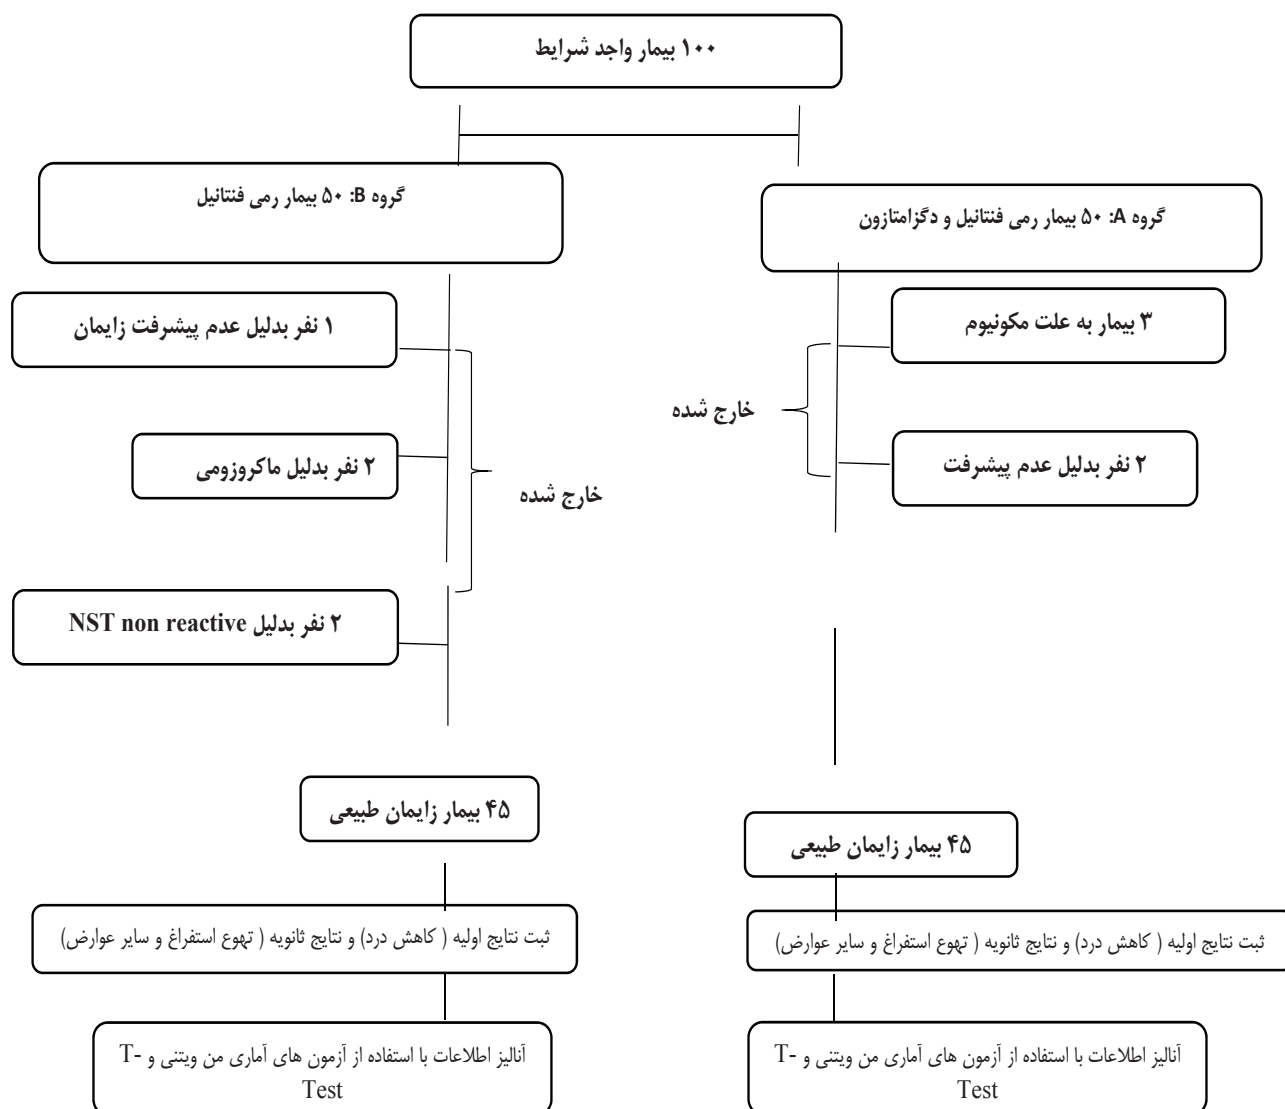 ۱۰۰ بیمار واجد شرایط
گروه A: ۵۰ بیمار رمی فنتانیل و دگزامتازون
گروه B: ۵۰ بیمار رمی فنتانیل
۳ بیمار به علت مکونیوم
۲ نفر بدلیل عدم پیشرفت
خارج شده
۱ نفر بدلیل عدم پیشرفت زایمان
۲ نفر بدلیل ماکروزومی
۲ نفر بدلیل NST non reactive
خارج شده
۴۵ بیمار زایمان طبیعی
۴۵ بیمار زایمان طبیعی
ثبت نتایج اولیه ( کاهش درد) و نتایج ثانویه ( تهوع استفراغ و سایر عوارض)
ثبت نتایج اولیه ( کاهش درد) و نتایج ثانویه ( تهوع استفراغ و سایر عوارض)
آنالیز اطلاعات با استفاده از آزمون های آماری من ویتنی و T-
Test
آنالیز اطلاعات با استفاده از آزمون های آماری من ویتنی و T-
Test